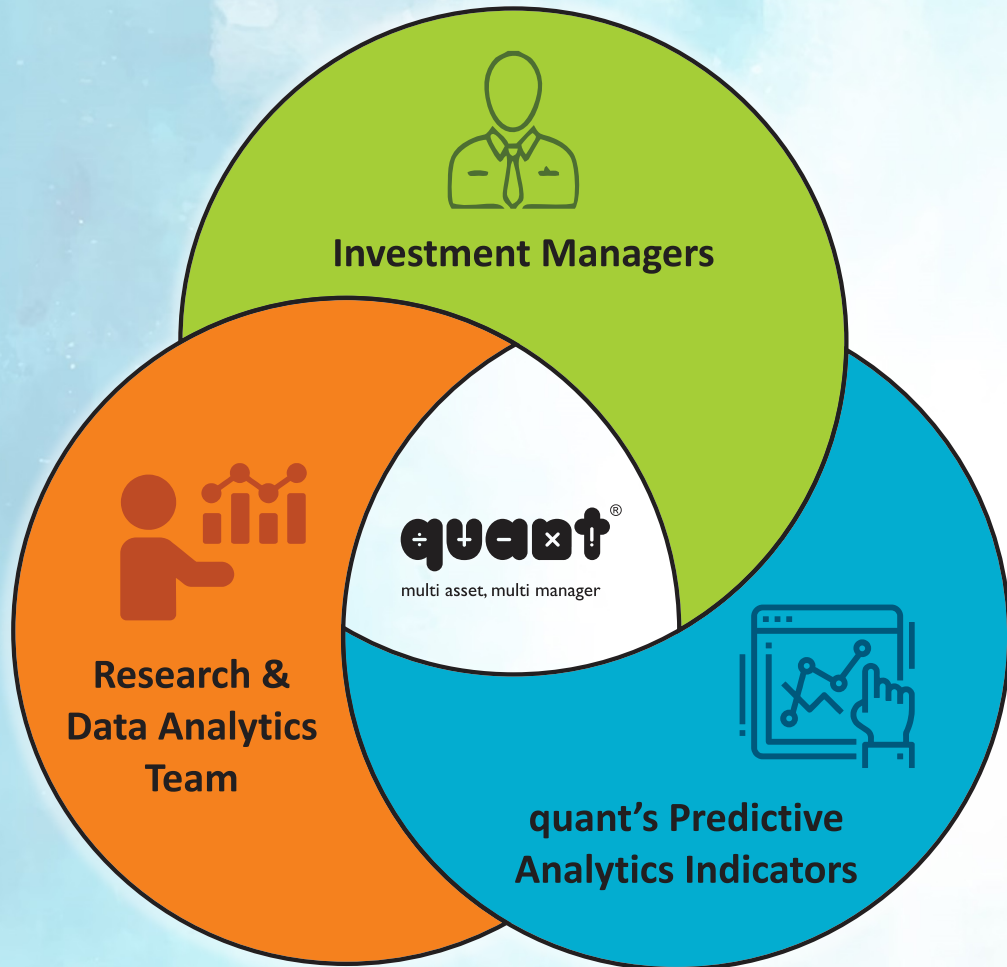 Investment Managers
quant®
multi asset, multi manager
Research &
Data Analytics
Team
quant’s Predictive
Analytics Indicators